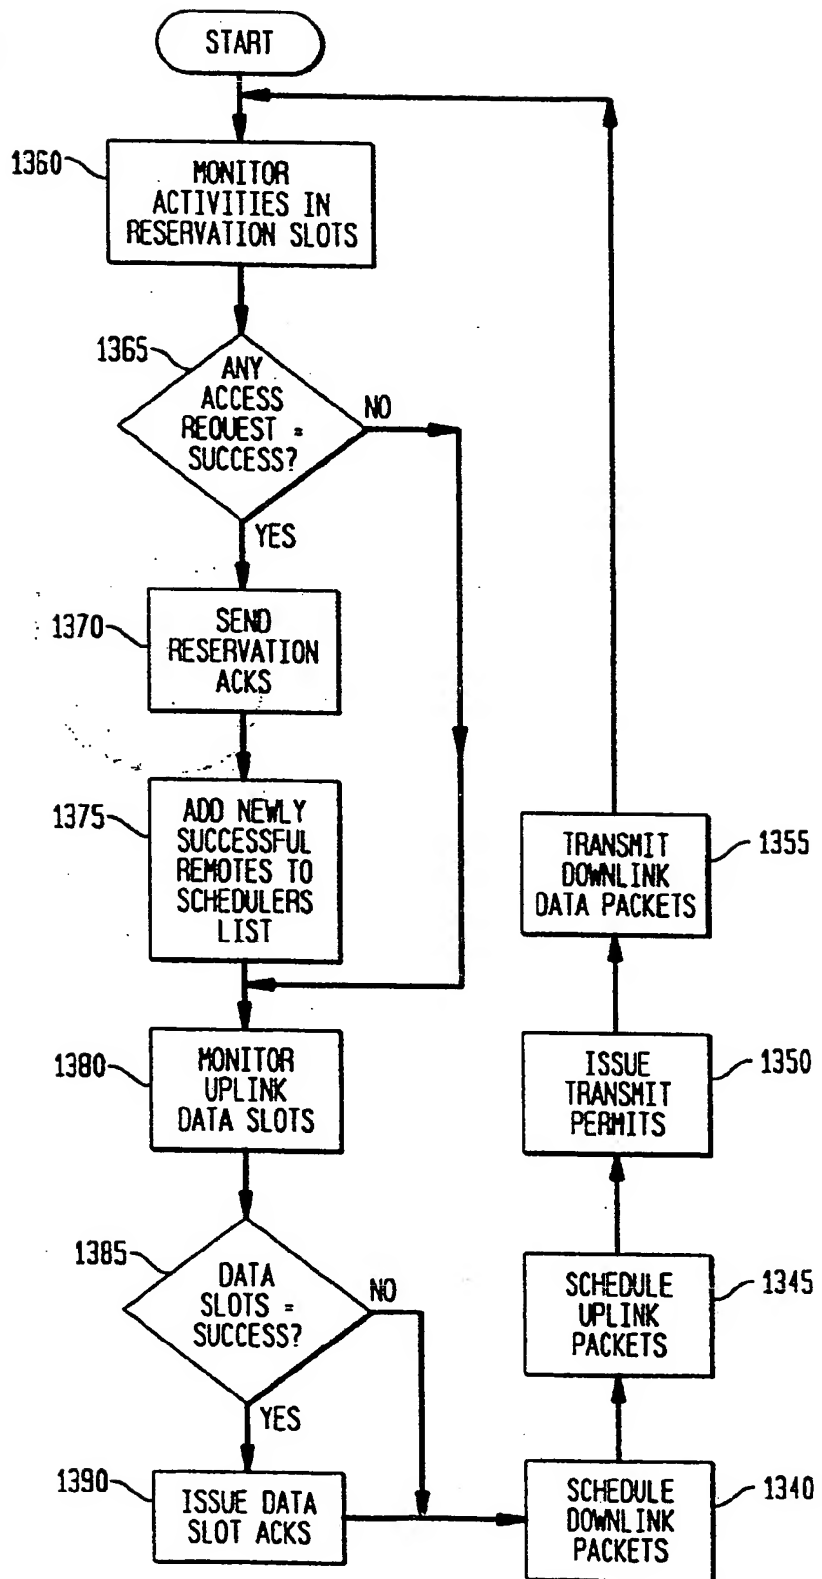 START
1360
MONITOR
ACTIVITIES IN
RESERVATION SLOTS
1365
ANY
ACCESS
REQUEST =
SUCCESS?
NO
YES
1370
SEND
RESERVATION
ACKS
1375
ADD NEWLY
SUCCESSFUL
REMOTES TO
SCHEDULERS
LIST
1380
MONITOR
UPLINK
DATA SLOTS
1385
DATA
SLOTS =
SUCCESS?
NO
YES
1390
ISSUE DATA
SLOT ACKS
SCHEDULE
DOWNLINK
PACKETS
1340
SCHEDULE
UPLINK
PACKETS
1345
ISSUE
TRANSMIT
PERMITS
1350
TRANSMIT
DOWNLINK
DATA PACKETS
1355